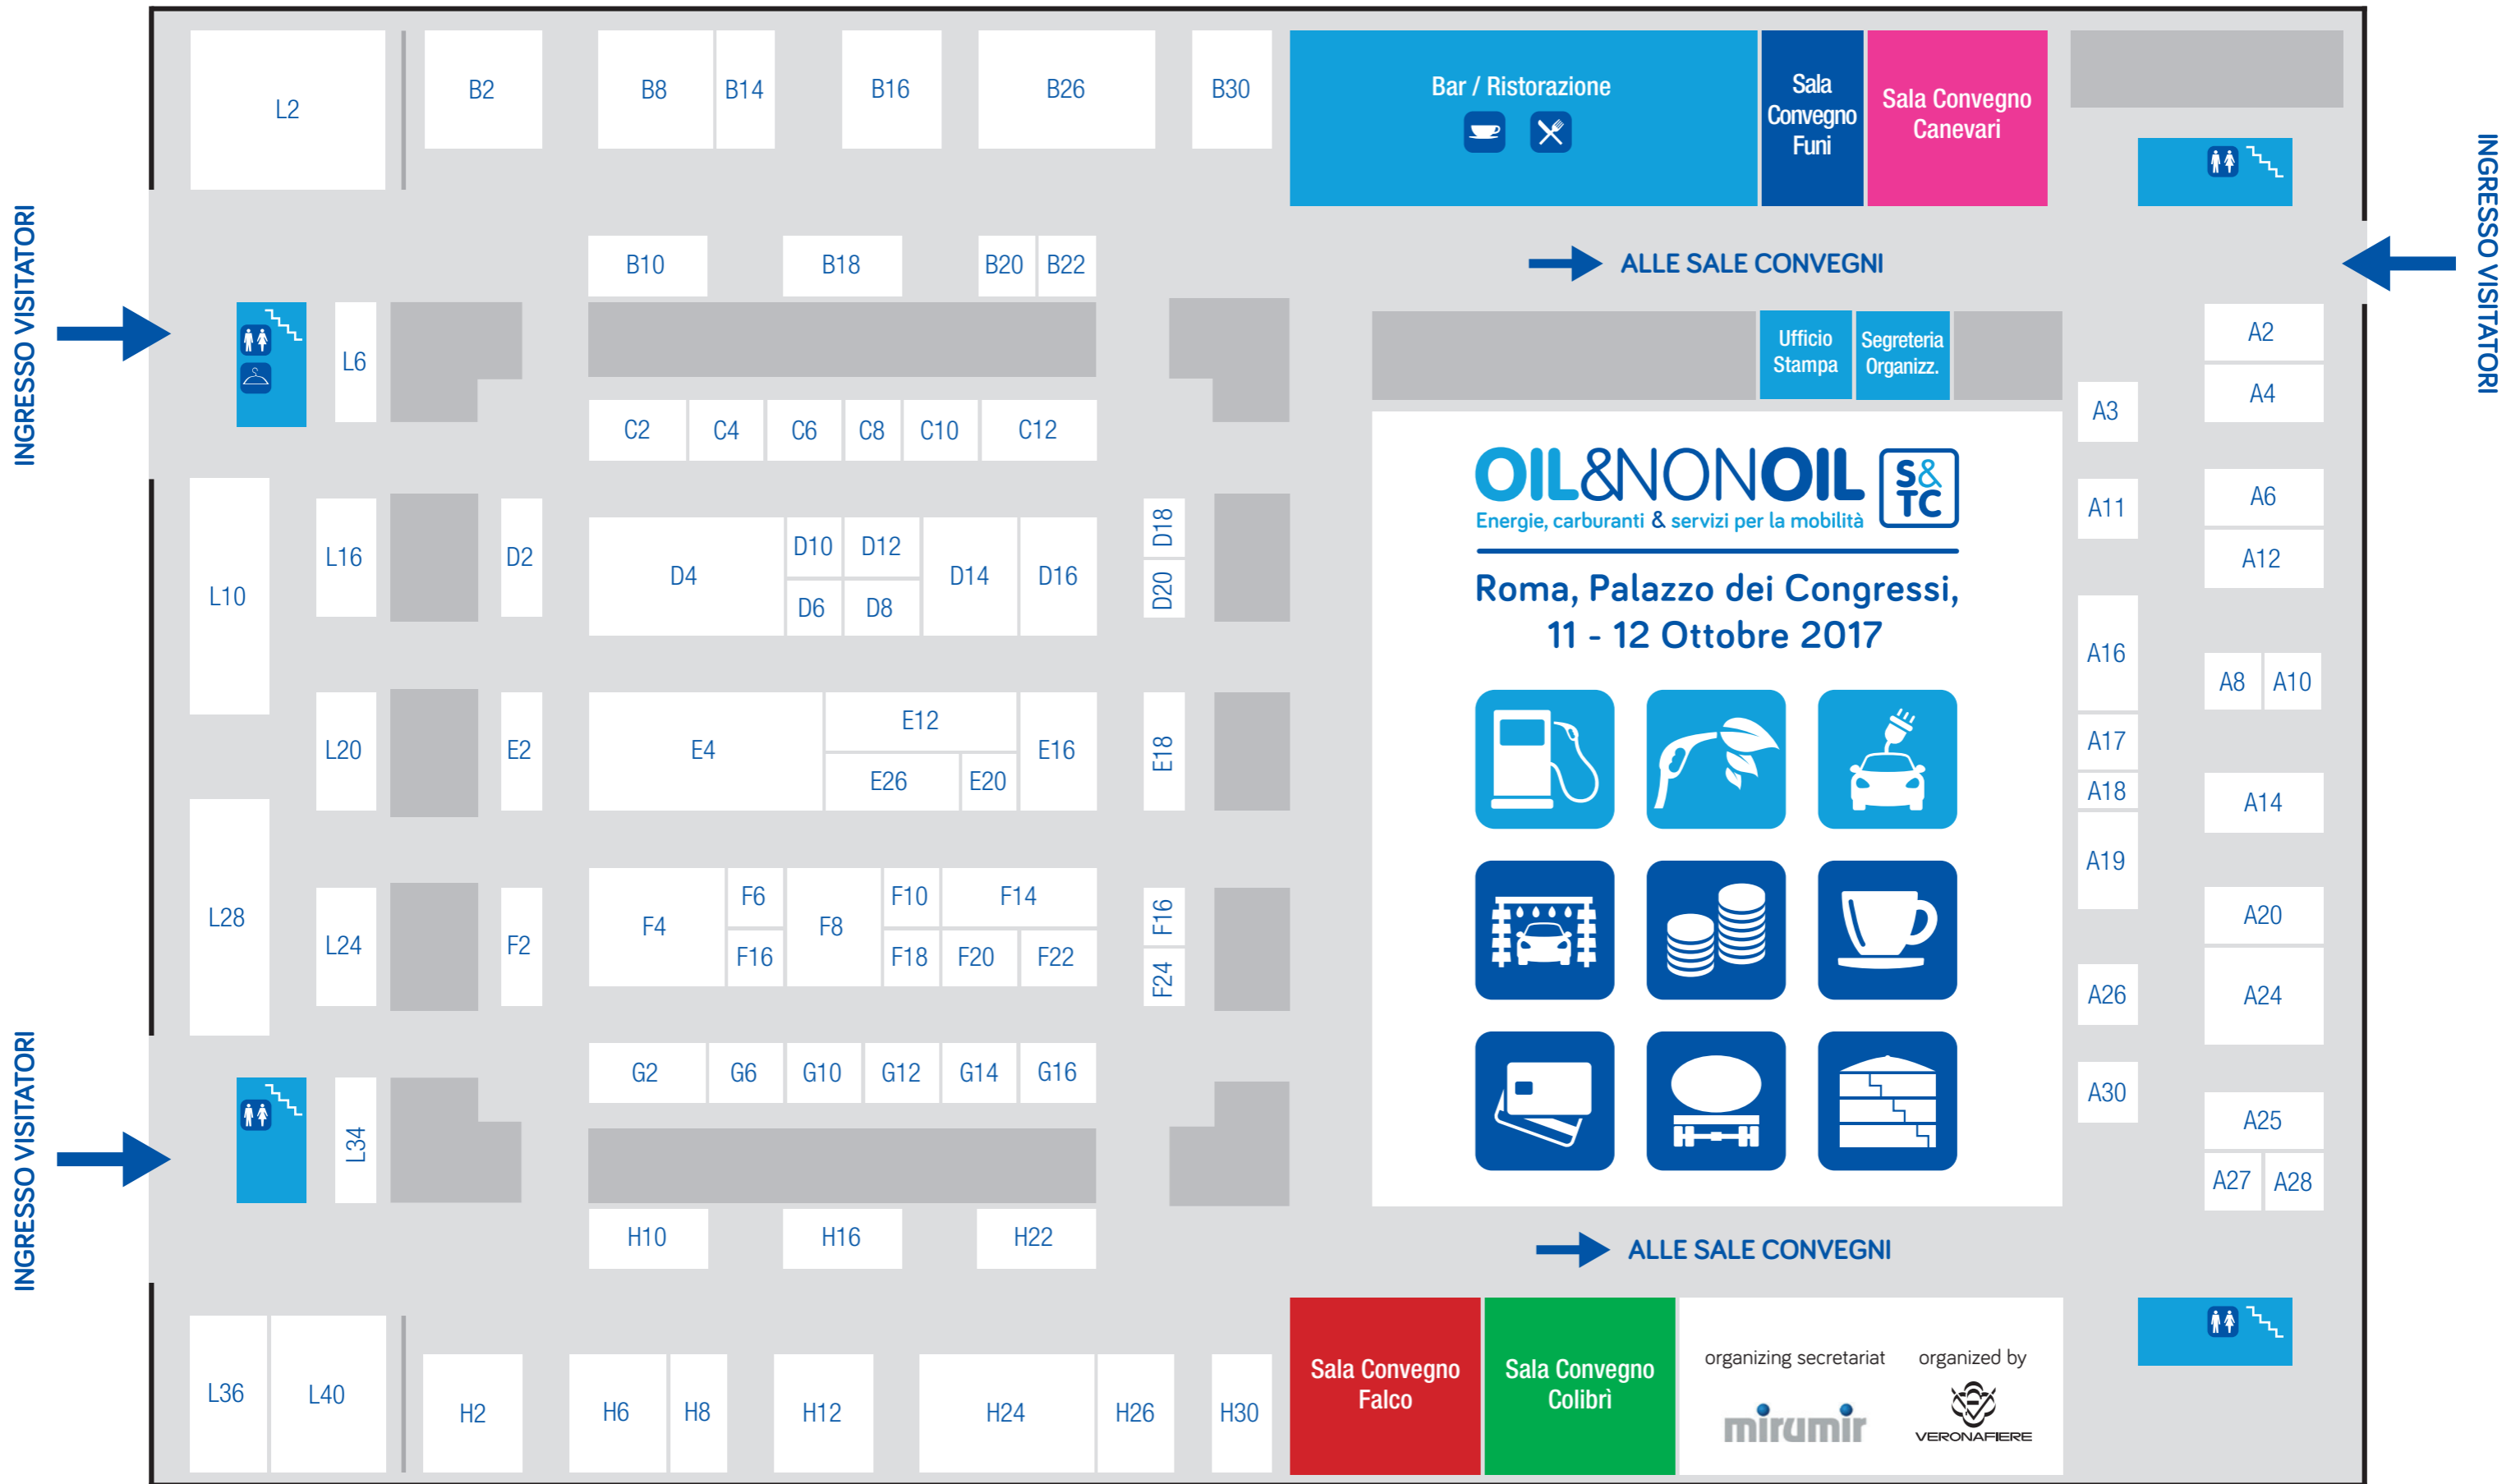 L2
B2
B8
B14
B16
B26
B30
Bar / Ristorazione
Sala
Convegno
Funi
Sala Convegno
Canevari
INGRESSO VISITATORI
INGRESSO VISITATORI
B10
B18
B20
B22
ALLE SALE CONVEGNI
L6
Ufficio
Stampa
Segreteria
Organizz.
A2
A4
A3
C2
C4
C6
C8
C10
C12
OIL&NONOIL
S&
TC
Energie, carburanti & servizi per la mobilità
A6
A11
A12
L10
L16
D2
D4
D10
D12
D6
D8
D14
D16
D18
D20
Roma, Palazzo dei Congressi,
11 - 12 Ottobre 2017
A16
A8
A10
L20
E2
E4
E12
E26
E20
E16
E18
A17
A18
A14
A19
L28
L24
F2
F4
F6
F16
F8
F10
F14
F18
F20
F22
F16
F24
A20
A26
A24
INGRESSO VISITATORI
L34
G2
G6
G10
G12
G14
G16
A30
A25
A27
A28
H10
H16
H22
ALLE SALE CONVEGNI
L36
L40
H2
H6
H8
H12
H24
H26
H30
Sala Convegno
Falco
Sala Convegno
Colibrì
organizing secretariat
mirumir
organized by
VERONAFIERE